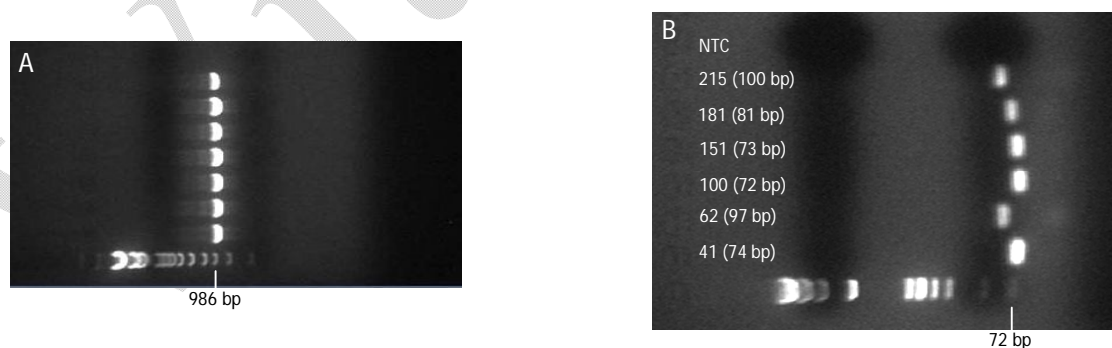 A
986 bp
B
NTC
215 (100 bp)
181 (81 bp)
151 (73 bp)
100 (72 bp)
62 (97 bp)
41 (74 bp)
72 bp